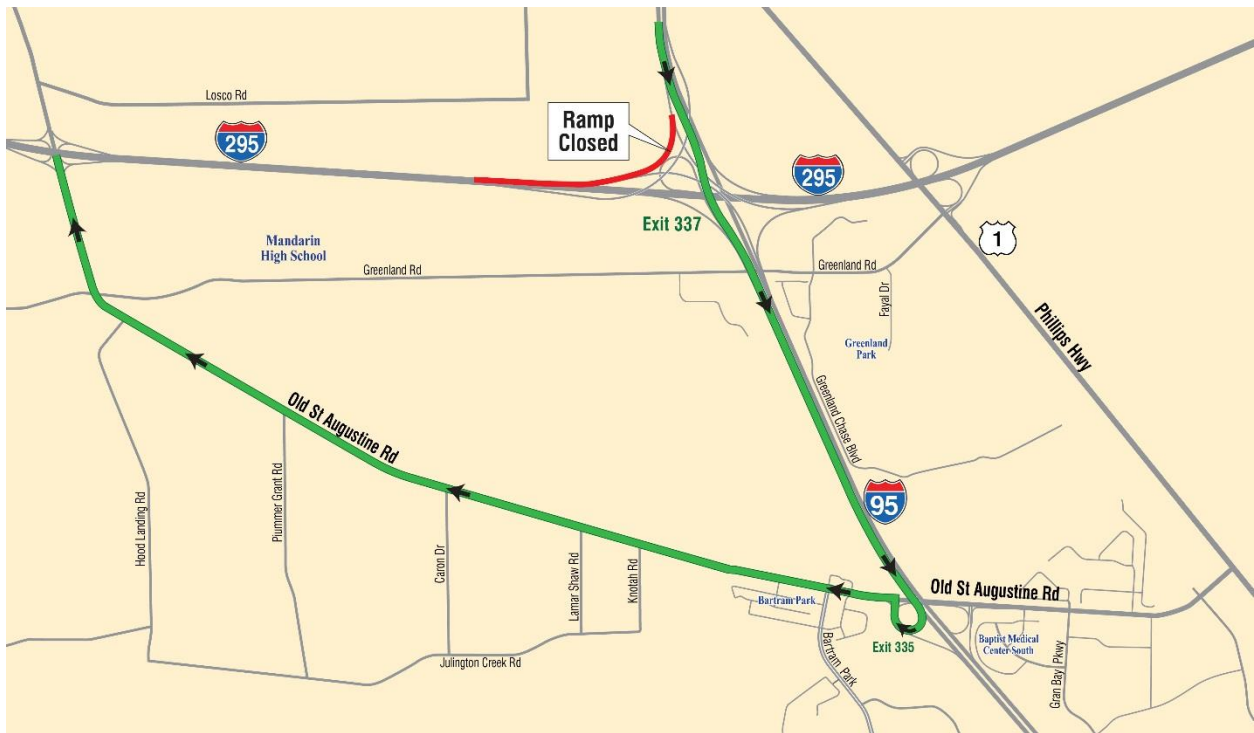 Losco Rd
295
Ramp
Closed
295
Exit 337
1
Mandarin
High School
Greenland Rd
Greenland Rd
Fayal Dr
Phillips Hwy
Greenland
Park
Old St Augustine Rd
Greenland Chase Blvd
95
Hood Landing Rd
Plummer Grant Rd
Caron Dr
Lamar Shaw Rd
Knotah Rd
Bartram Park
Old St Augustine Rd
Exit 335
Baptist Medical
Center South
Bartram Park
Gran Bay Pkwy
Julington Creek Rd